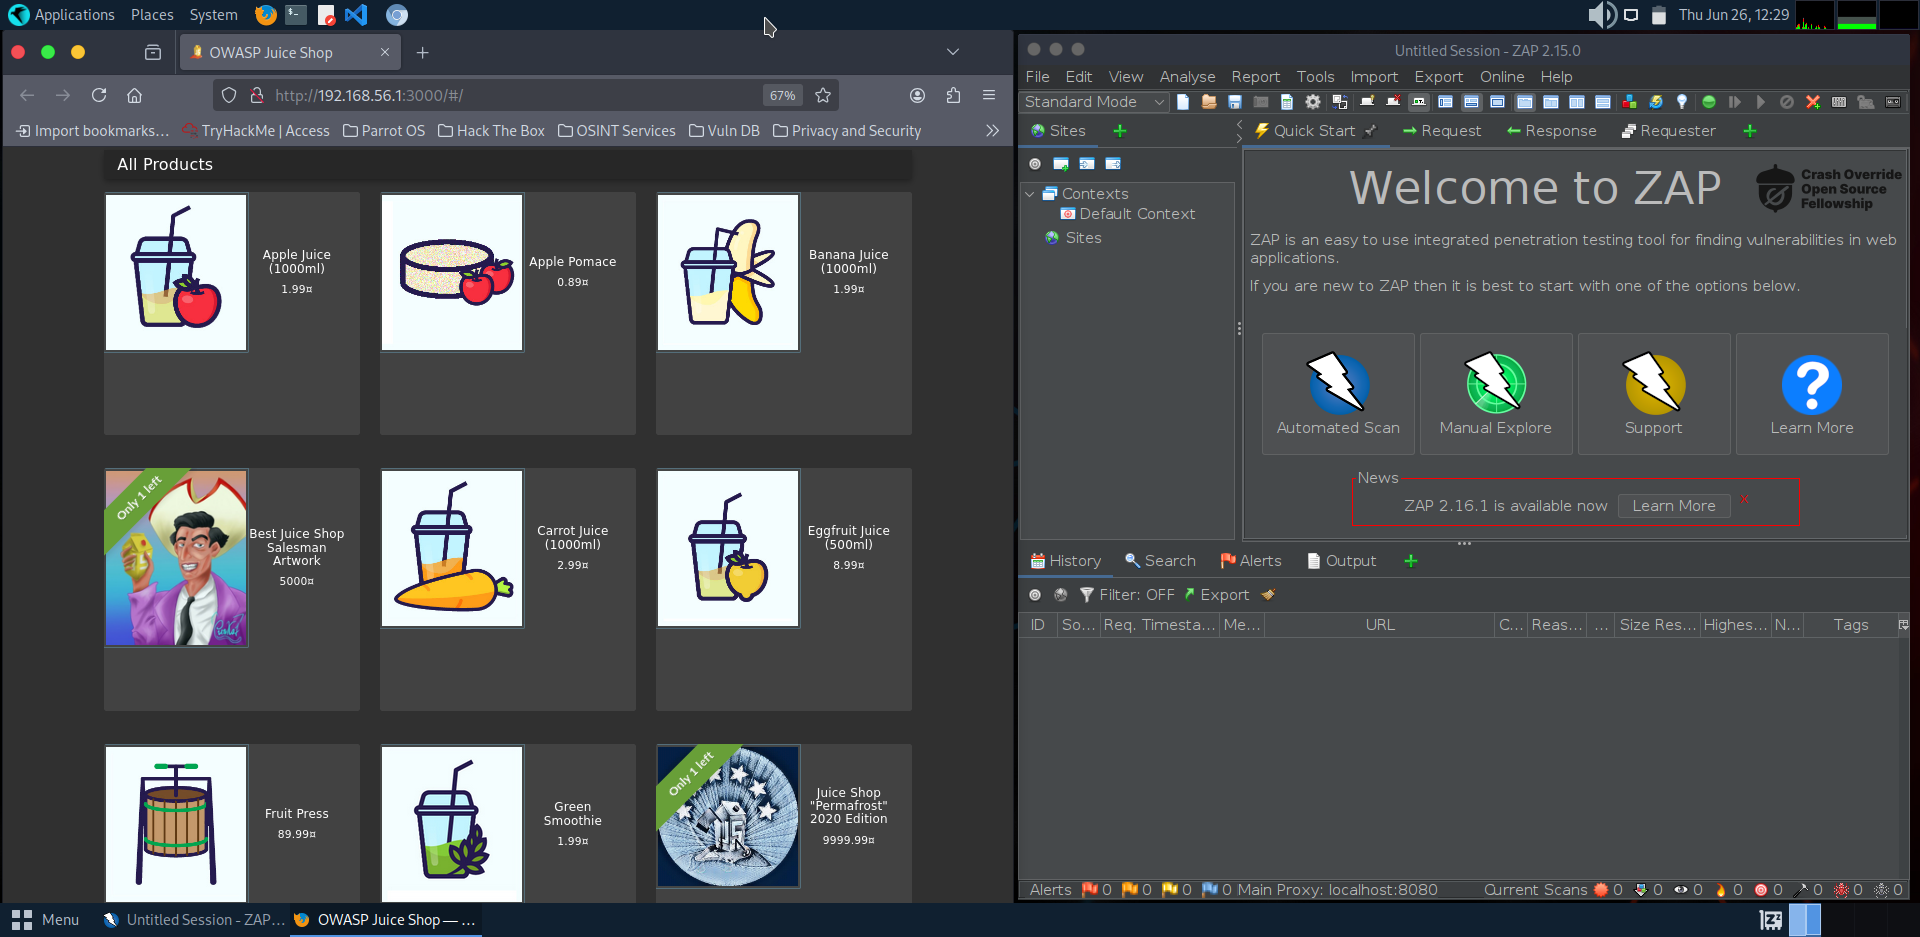 Applications Places System Thu Jun 26, 12:29
OWASP Juice Shop
http://192.168.56.1:3000/#/ 67%
Import bookmarks... TryHackMe | Access Parrot OS Hack The Box OSINT Services Vuln DB Privacy and Security
All Products
Apple Juice
(1000ml)
1.99¤
Apple Pomace
0.89¤
Banana Juice
(1000ml)
1.99¤
Only 1 left
Best Juice Shop
Salesman
Artwork
5000¤
Carrot Juice
(1000ml)
2.99¤
Eggfruit Juice
(500ml)
8.99¤
Fruit Press
89.99¤
Green
Smoothie
1.99¤
Only 1 left
Juice Shop
"Permafrost"
2020 Edition
9999.99¤
Untitled Session - ZAP 2.15.0
File Edit View Analyse Report Tools Import Export Online Help
Standard Mode
Sites
Quick Start Request Response Requester
Contexts
Default Context
Sites
Welcome to ZAP
Crash Override
Open Source
Fellowship
ZAP is an easy to use integrated penetration testing tool for finding vulnerabilities in web
applications.
If you are new to ZAP then it is best to start with one of the options below.
Automated Scan Manual Explore Support Learn More
News
ZAP 2.16.1 is available now Learn More
History Search Alerts Output
Filter: OFF Export
ID So... Req. Timesta... Me... URL C... Reas... ... Size Res... Highes... N... Tags
Alerts 0 0 0 0 Main Proxy: localhost:8080 Current Scans 0 0 0 0 0 0 0 0
Menu Untitled Session - ZAP... OWASP Juice Shop — ...